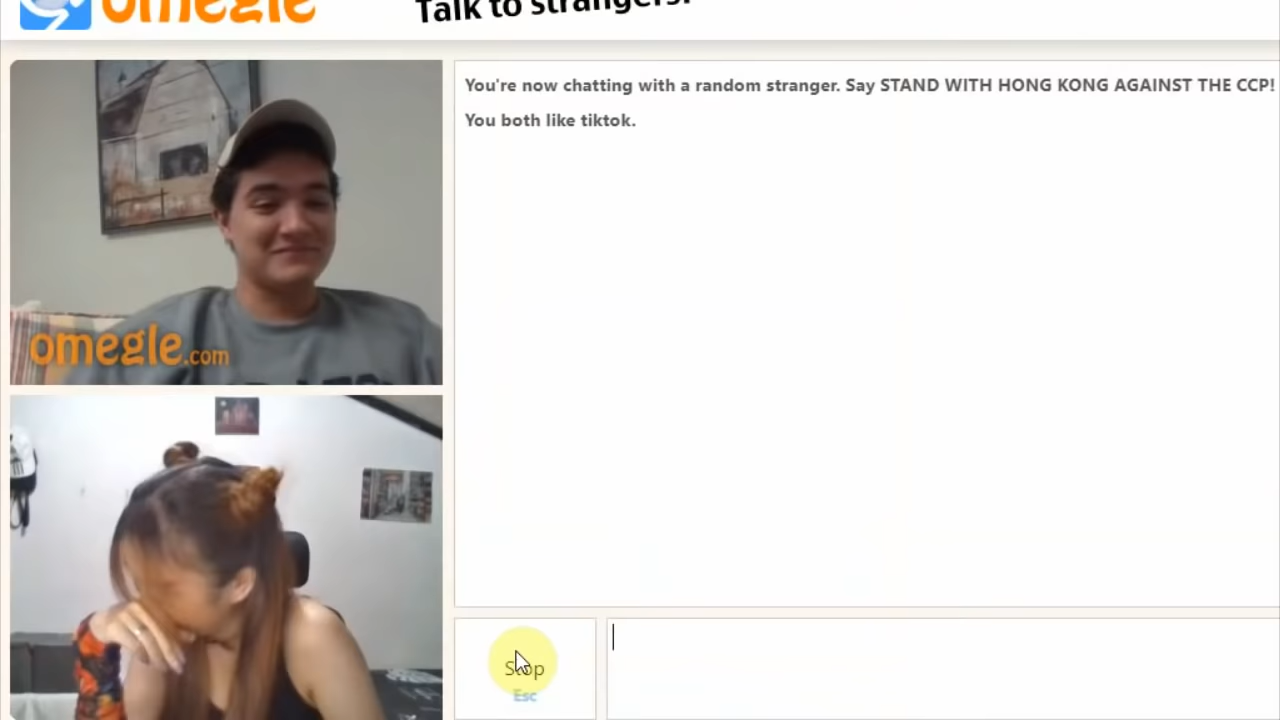 omegle
Talk to strangers!
You're now chatting with a random stranger. Say STAND WITH HONG KONG AGAINST THE CCP!
You both like tiktok.
omegle.com
Stop
Esc